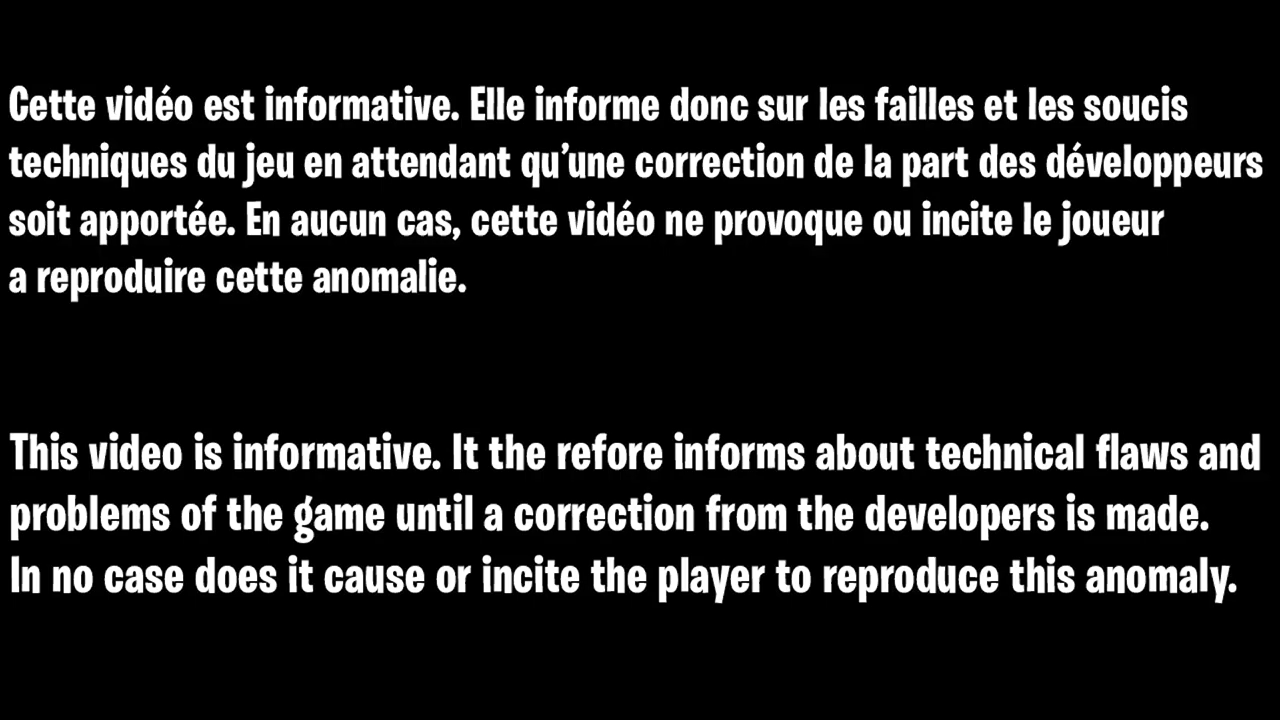 Cette vidéo est informative. Elle informe donc sur les failles et les soucis
techniques du jeu en attendant qu’une correction de la part des développeurs
soit apportée. En aucun cas, cette vidéo ne provoque ou incite le joueur
a reproduire cette anomalie.
This video is informative. It the refore informs about technical flaws and
problems of the game until a correction from the developers is made.
In no case does it cause or incite the player to reproduce this anomaly.